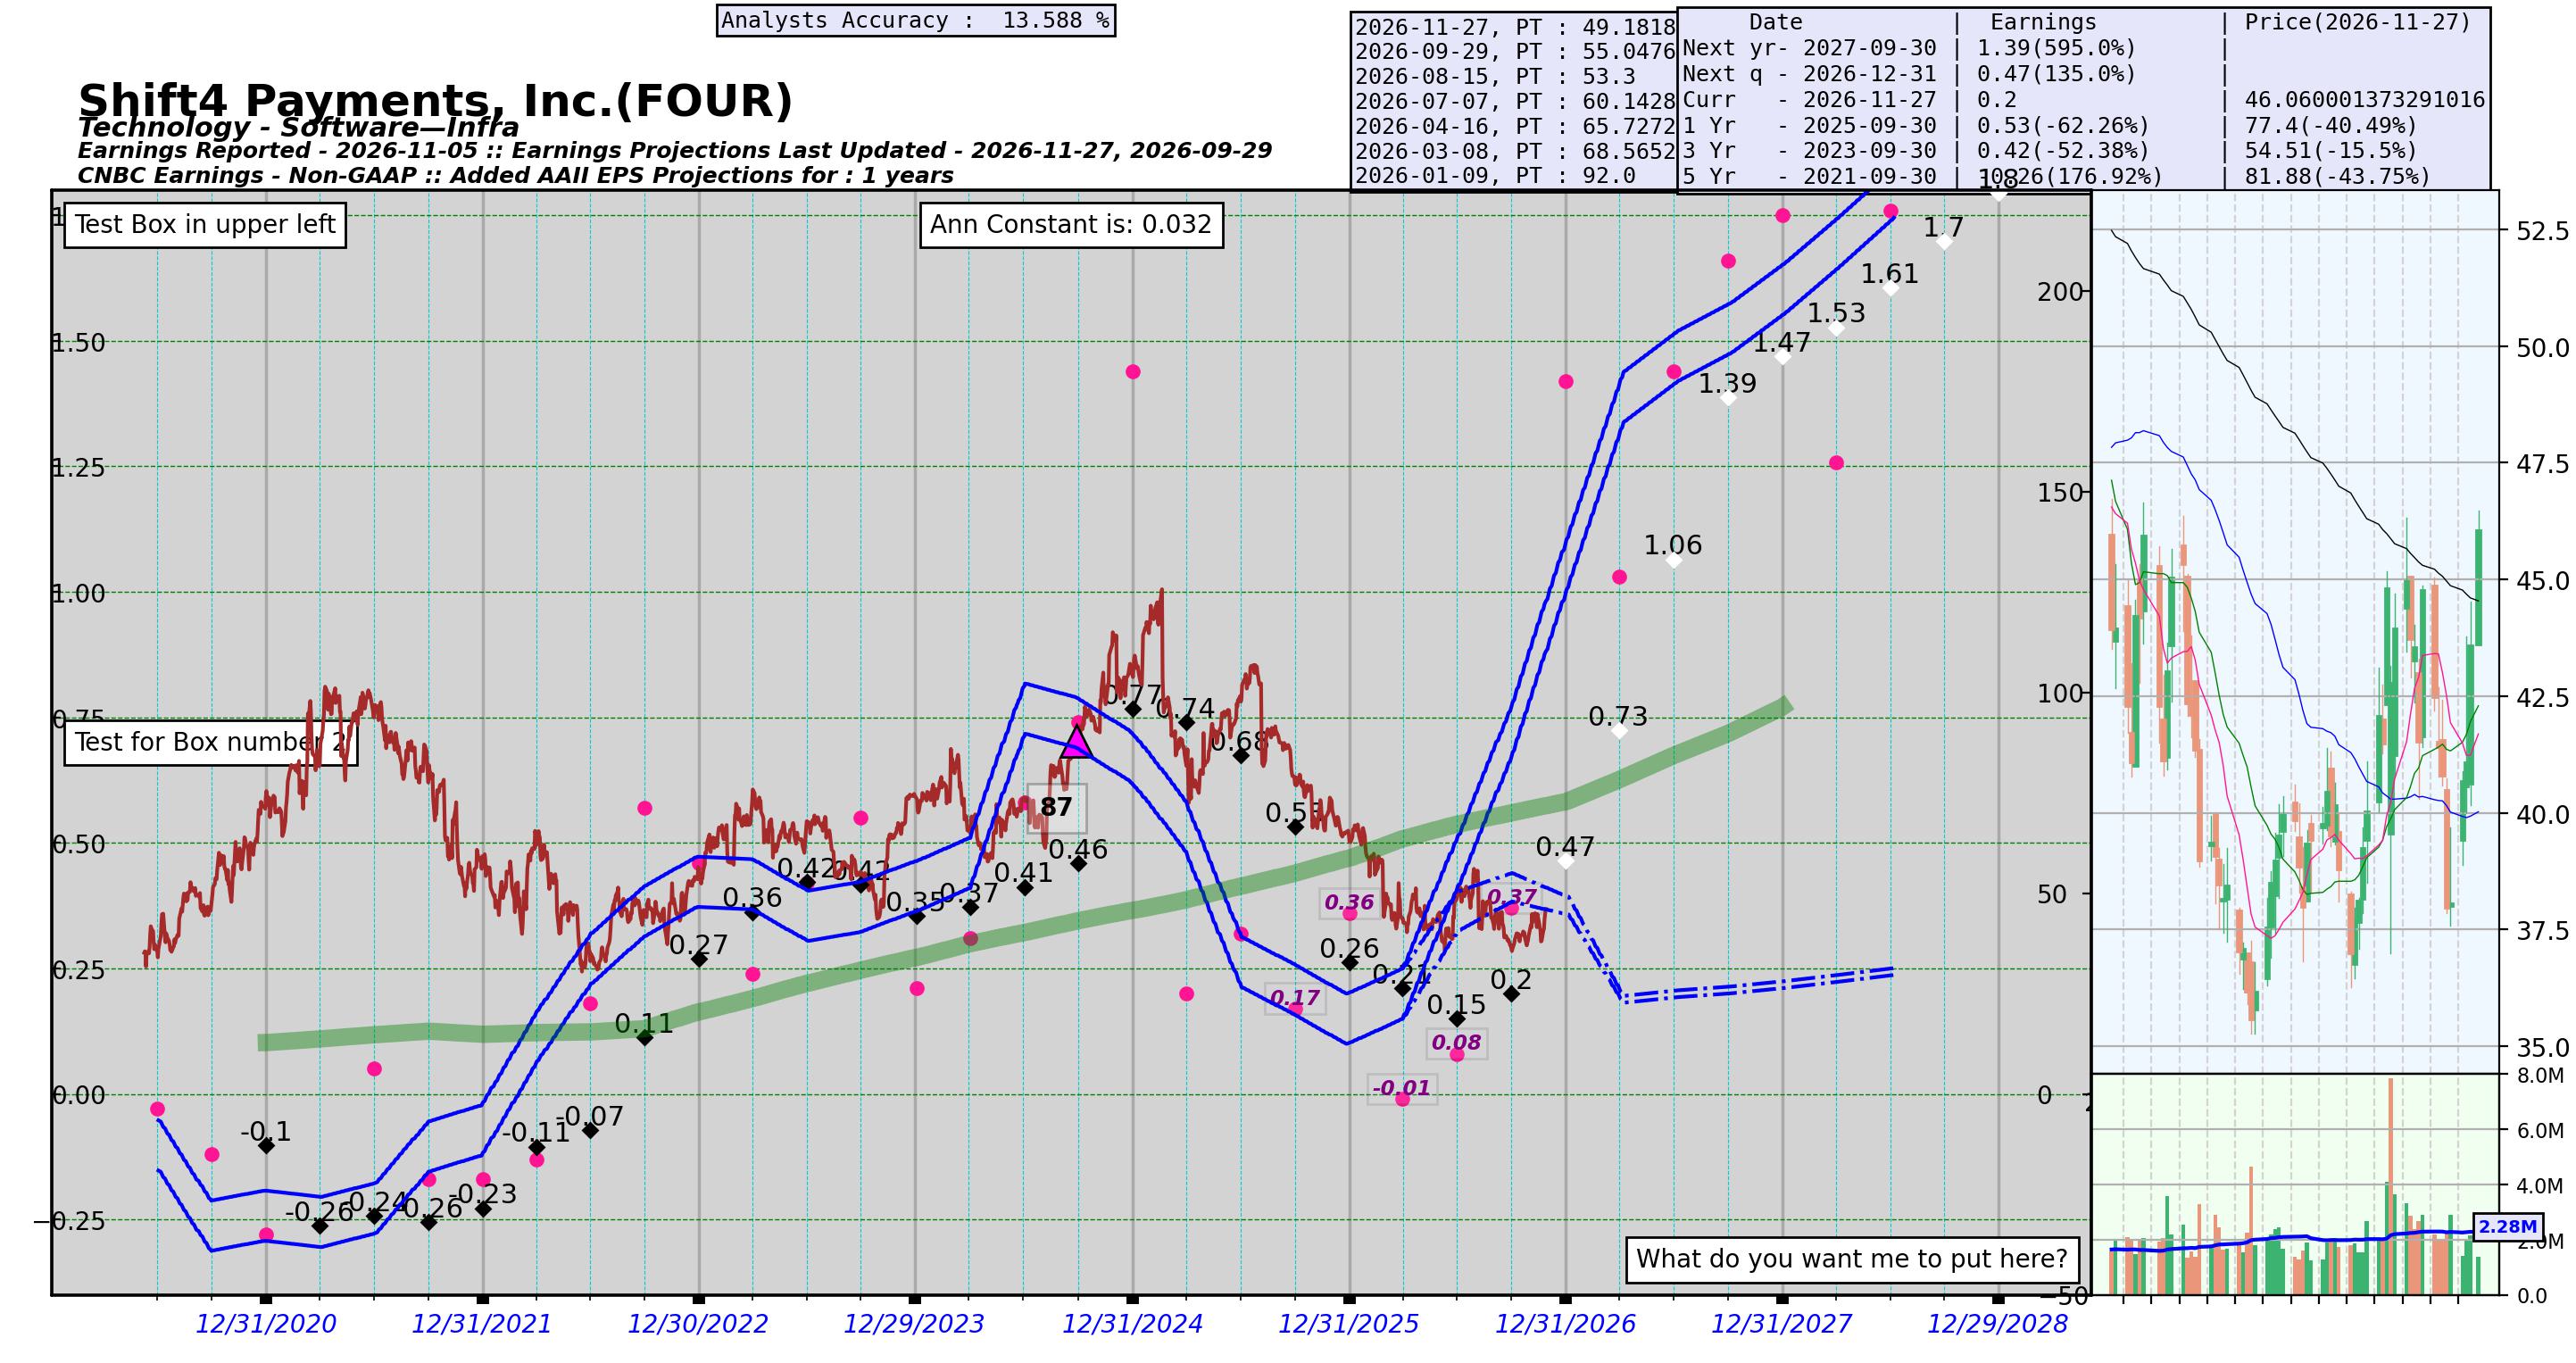 Analysts Accuracy :  13.588 %
2026-11-27, PT : 49.1818
2026-09-29, PT : 55.0476
2026-08-15, PT : 53.3
2026-07-07, PT : 60.1428
2026-04-16, PT : 65.7272
2026-03-08, PT : 68.5652
2026-01-09, PT : 92.0
Date | Earnings | Price(2026-11-27)
Next yr- 2027-09-30 | 1.39(595.0%) |
Next q - 2026-12-31 | 0.47(135.0%) |
Curr - 2026-11-27 | 0.2 | 46.060001373291016
1 Yr - 2025-09-30 | 0.53(-62.26%) | 77.4(-40.49%)
3 Yr - 2023-09-30 | 0.42(-52.38%) | 54.51(-15.5%)
5 Yr - 2021-09-30 | -0.26(176.92%) | 81.88(-43.75%)
Shift4 Payments, Inc.(FOUR)
Technology - Software—Infra
Earnings Reported - 2026-11-05 :: Earnings Projections Last Updated - 2026-11-27, 2026-09-29
CNBC Earnings - Non-GAAP :: Added AAII EPS Projections for : 1 years
Test Box in upper left
Ann Constant is: 0.032
Test for Box number 2
What do you want me to put here?
1.50
1.25
1.00
0.75
0.50
0.25
0.00
−0.25
-0.1
-0.26
-0.24
-0.26
-0.23
-0.11
-0.07
0.11
0.27
0.36
0.42
0.42
0.35
0.37
0.41
0.46
87
0.77
0.74
0.68
0.53
0.26
0.21
0.15
0.2
0.17
0.36
-0.01
0.08
0.37
0.47
0.73
1.06
1.39
1.47
1.53
1.61
1.7
1.8
200
150
100
50
0
−50
52.5
50.0
47.5
45.0
42.5
40.0
37.5
35.0
8.0M
6.0M
4.0M
2.28M
2.0M
0.0
12/31/2020
12/31/2021
12/30/2022
12/29/2023
12/31/2024
12/31/2025
12/31/2026
12/31/2027
12/29/2028